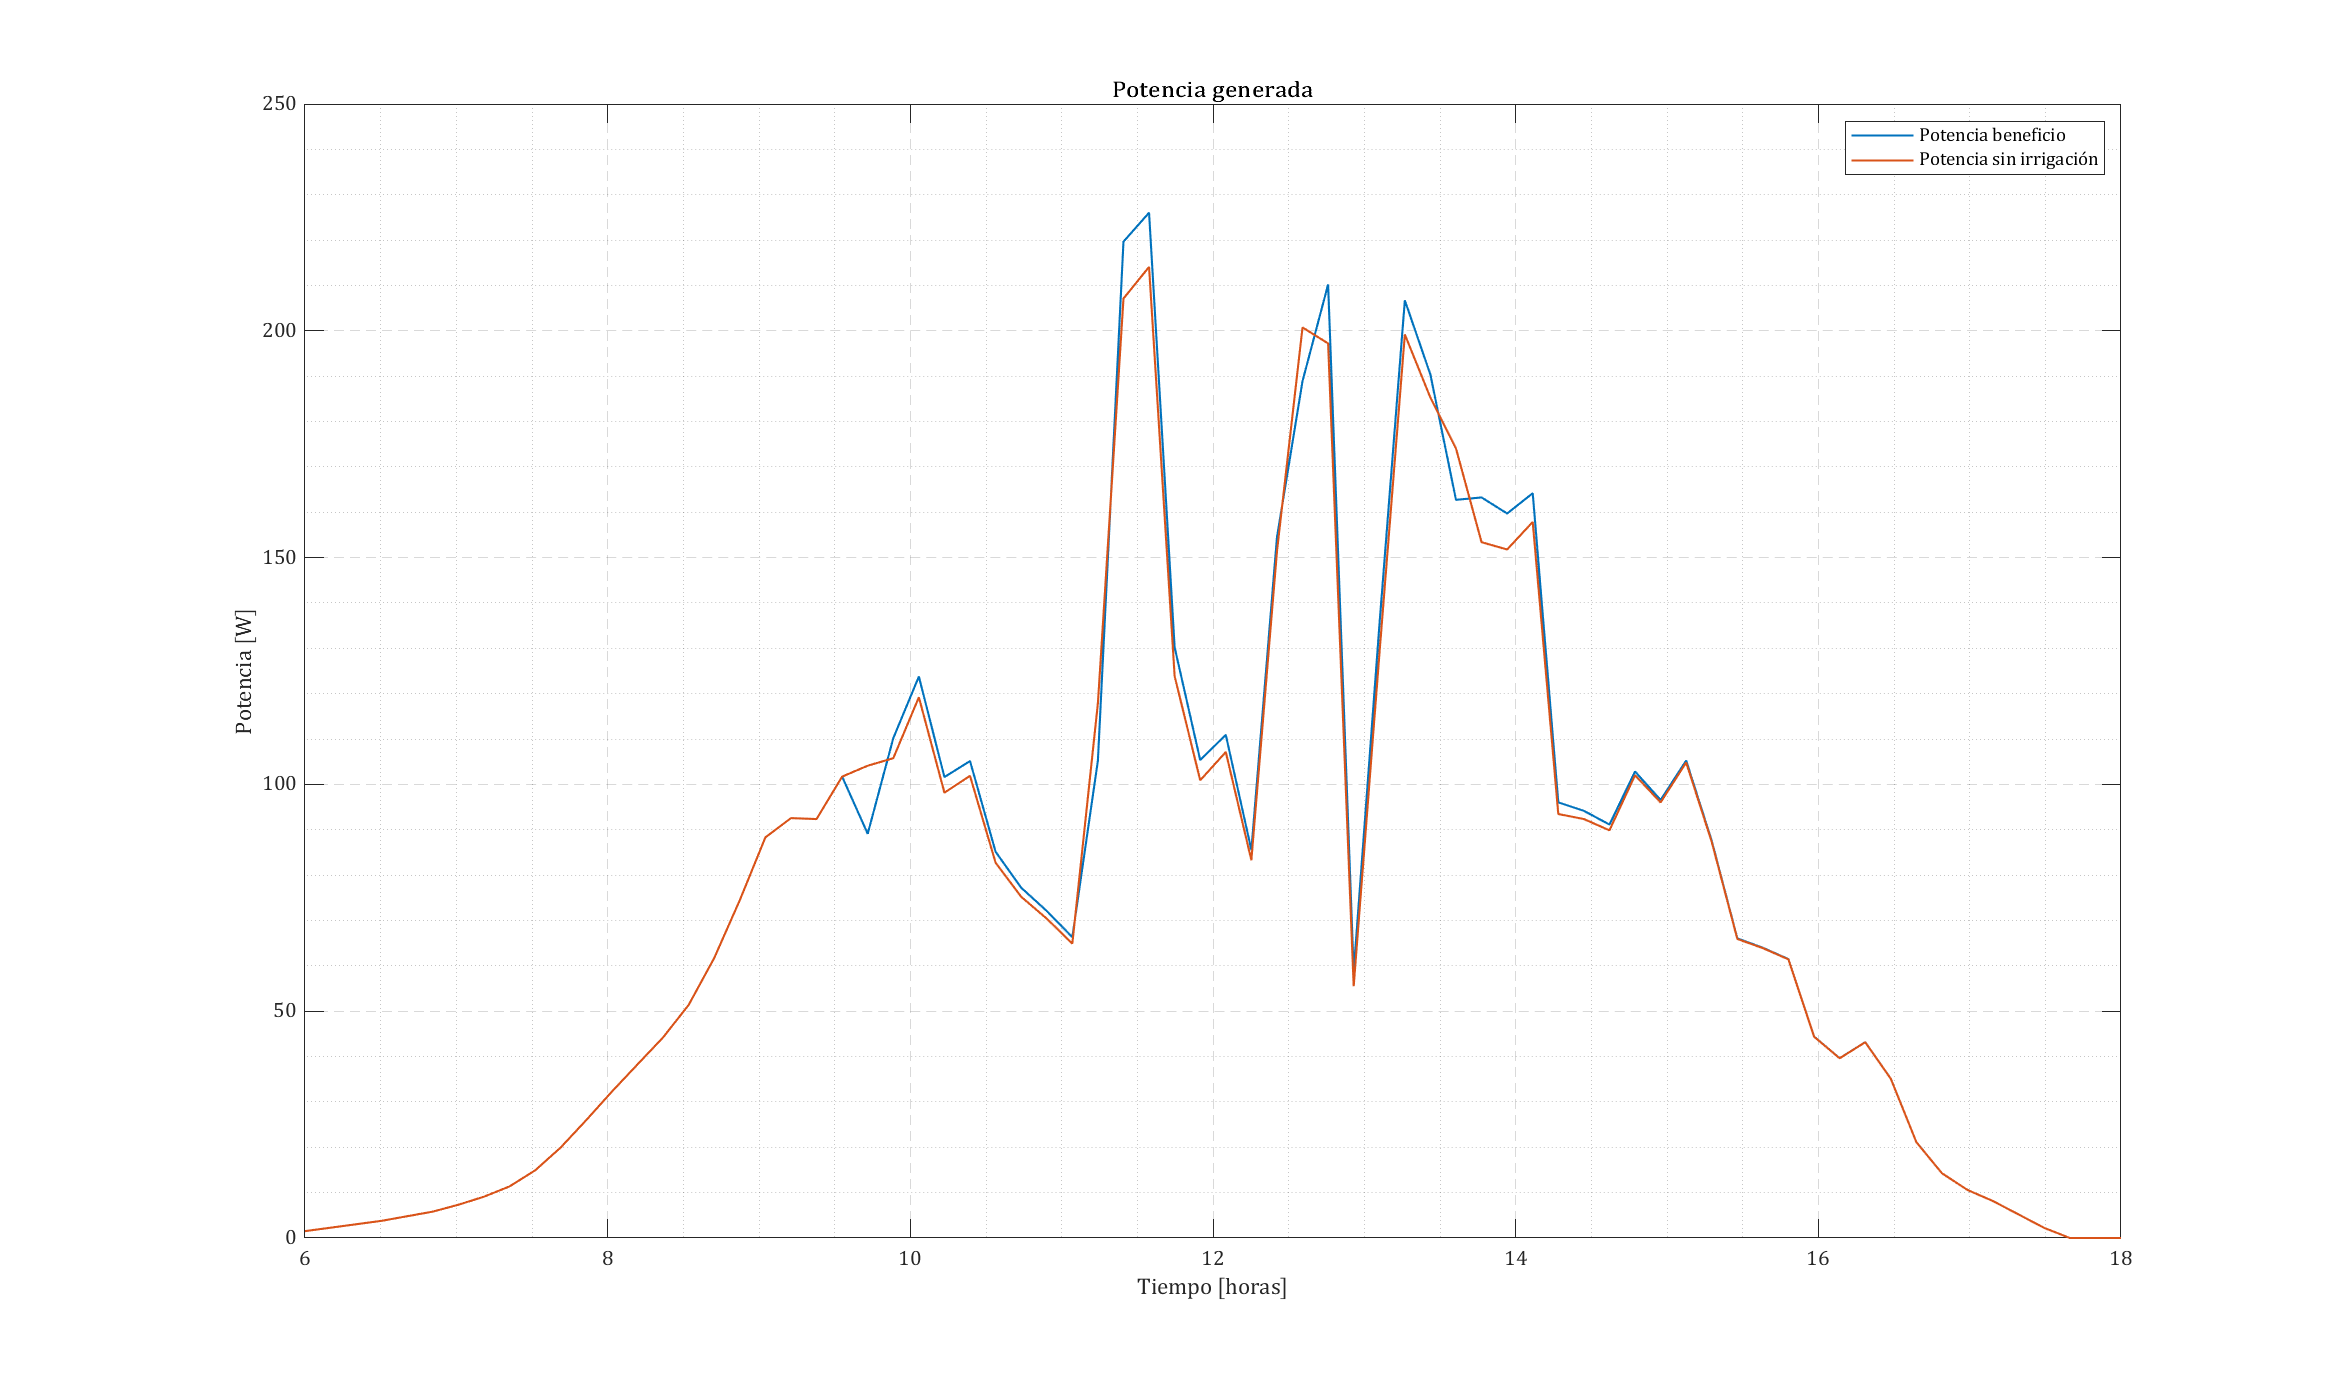 Potencia generada
250
200
150
100
50
0
Potencia [W]
6 8 10 12 14 16 18
Tiempo [horas]
Potencia beneficio
Potencia sin irrigación